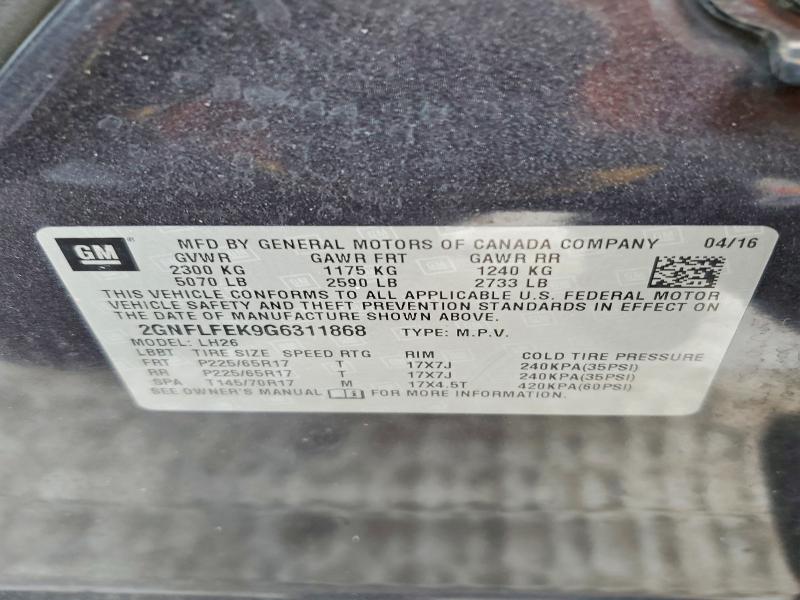 GM MFD BY GENERAL MOTORS OF CANADA COMPANY 04/16
GVWR GAWR FRT GAWR RR
2300 KG 1175 KG 1240 KG
5070 LB 2590 LB 2733 LB
THIS VEHICLE CONFORMS TO ALL APPLICABLE U.S. FEDERAL MOTOR
VEHICLE SAFETY AND THEFT PREVENTION STANDARDS IN EFFECT ON
THE DATE OF MANUFACTURE SHOWN ABOVE.
2GNFLFEK9G6311868 TYPE: M.P.V.
MODEL: LH26
LBBT TIRE SIZE SPEED RTG RIM COLD TIRE PRESSURE
FRT P225/65R17 T 17X7J 240KPA(35PSI)
RR P225/65R17 T 17X7J 240KPA(35PSI)
SPA T145/70R17 M 17X4.5T 420KPA(60PSI)
SEE OWNER'S MANUAL FOR MORE INFORMATION.